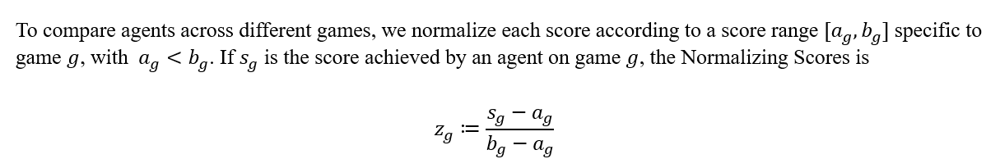 To compare agents across different games, we normalize each score according to a score range [a_g, b_g] specific to
game g, with a_g < b_g. If s_g is the score achieved by an agent on game g, the Normalizing Scores is
z_g := \frac{s_g − a_g}{b_g − a_g}